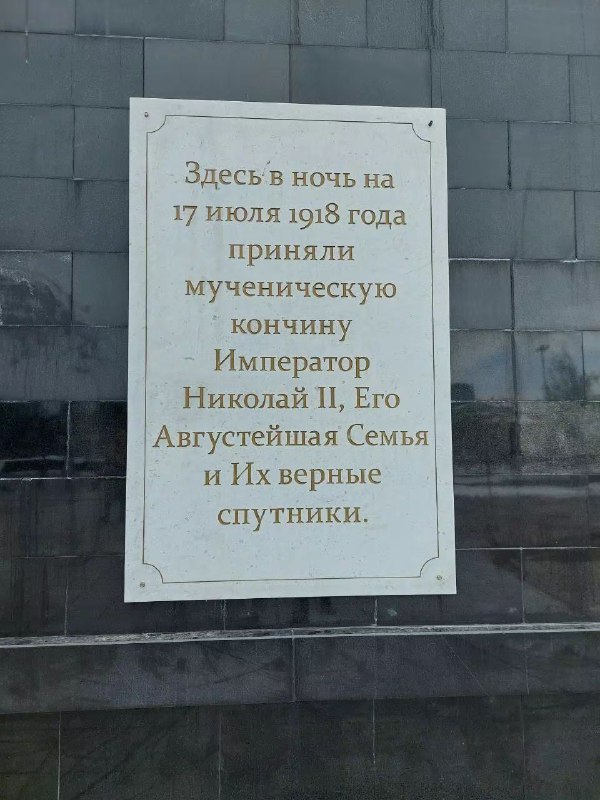 Здесь в ночь на
17 июля 1918 года
приняли
мученическую
кончину
Император
Николай II, Его
Августейшая Семья
и Их верные
спутники.